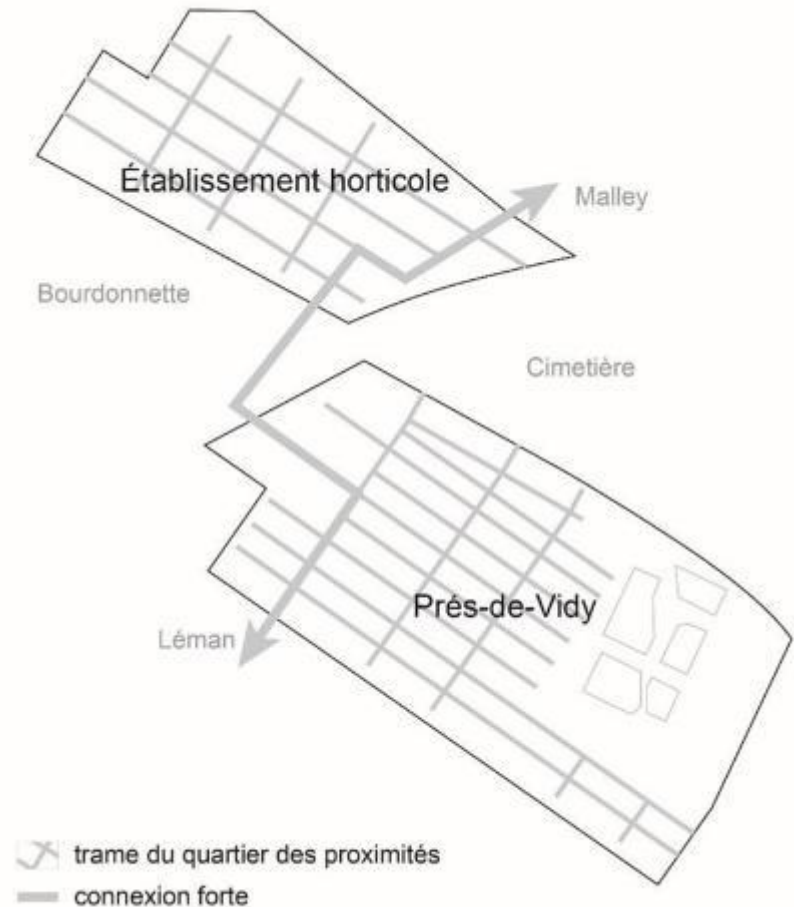 Établissement horticole
Malley
Bourdonnette
Cimetière
Prés-de-Vidy
Léman
trame du quartier des proximités
connexion forte